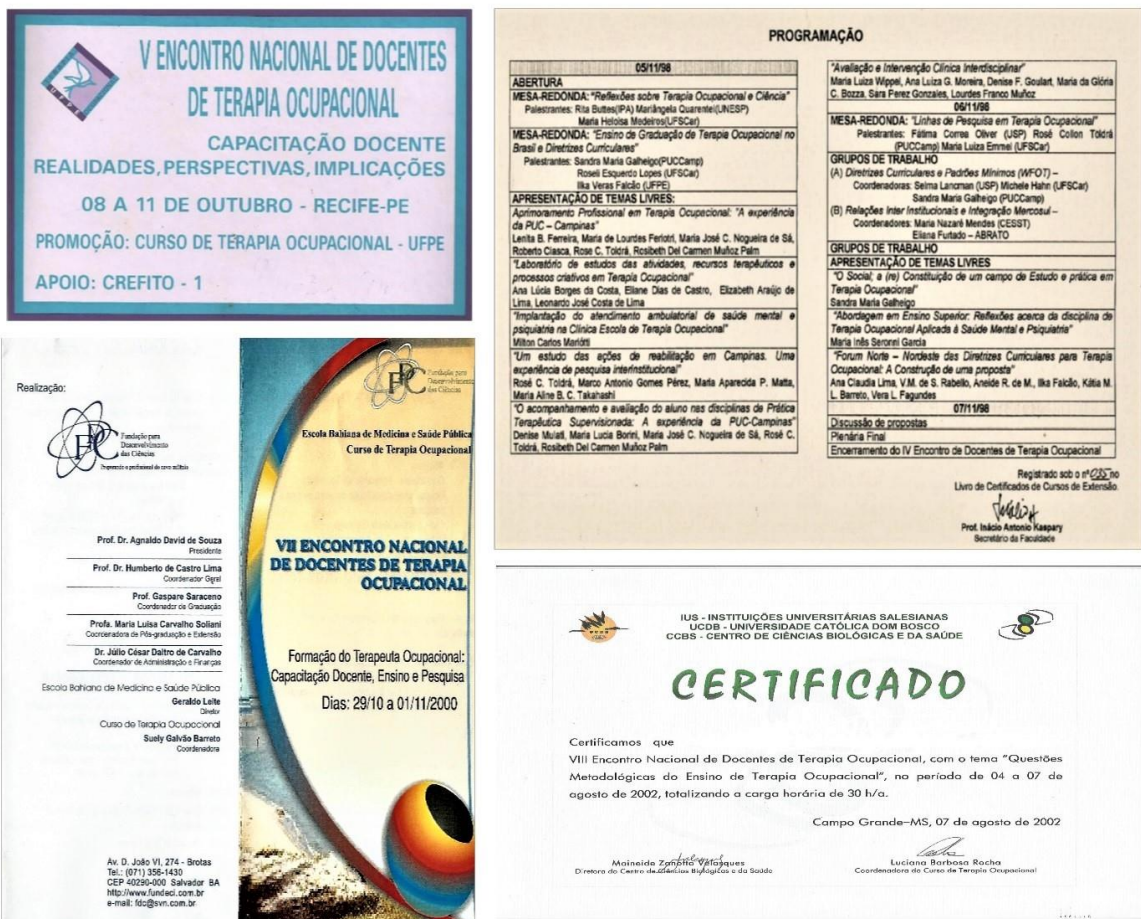 V ENCONTRO NACIONAL DE DOCENTES
DE TERAPIA OCUPACIONAL
CAPACITAÇÃO DOCENTE
REALIDADES, PERSPECTIVAS, IMPLICAÇÕES
08 A 11 DE OUTUBRO - RECIFE-PE
PROMOÇÃO: CURSO DE TERAPIA OCUPACIONAL - UFPE
APOIO: CREFITO - 1
UFPE
PROGRAMAÇÃO
05/11/98
ABERTURA
MESA-REDONDA: "Reflexões sobre Terapia Ocupacional e Ciência"
Palestrantes: Rita Buttes(IPA) Mariângela Quarentei(UNESP)
Maria Heloisa Medeiros(UFSCar)
MESA-REDONDA: "Ensino de Graduação de Terapia Ocupacional no
Brasil e Diretrizes Curriculares"
Palestrantes: Sandra Maria Galheigo(PUCCamp)
Roseli Esquerdo Lopes (UFSCar)
Ilka Veras Falcão (UFPE)
APRESENTAÇÃO DE TEMAS LIVRES:
Aprimoramento Profissional em Terapia Ocupacional: "A experiência
da PUC – Campinas"
Lenita B. Ferreira, Maria de Lourdes Feriotti, Maria José C. Nogueira de Sá,
Roberto Ciasca, Rose C. Toldrá, Rosibeth Del Carmen Muñoz Palm
"Laboratório de estudos das atividades, recursos terapêuticos e
processos criativos em Terapia Ocupacional"
Ana Lúcia Borges da Costa, Eliane Dias de Castro, Elizabeth Araújo de
Lima, Leonardo José Costa de Lima
"Implantação do atendimento ambulatorial de saúde mental e
psiquiatria na Clínica Escola de Terapia Ocupacional"
Milton Carlos Mariotti
"Um estudo das ações de reabilitação em Campinas. Uma
experiência de pesquisa interinstitucional"
Rosé C. Toldrá, Marco Antonio Gomes Pérez, Maria Aparecida P. Matta,
Maria Aline B. C. Takahashi
"O acompanhamento e avaliação do aluno nas disciplinas de Prática
Terapêutica Supervisionada: A experiência da PUC-Campinas"
Denise Mulati, Maria Lucia Borini, Maria José C. Nogueira de Sá, Rosé C.
Toldrá, Rosibeth Del Carmen Muñoz Palm
"Avaliação e Intervenção Clínica Interdisciplinar"
Maria Luiza Wippel, Ana Luiza G. Moreira, Denise F. Goulart, Maria da Glória
C. Bozza, Sara Perez Gonzales, Lourdes Franco Muñoz
06/11/98
MESA-REDONDA: "Linhas de Pesquisa em Terapia Ocupacional"
Palestrantes: Fátima Correa Oliver (USP) Rosé Colon Toldrá
(PUCCamp) Maria Luiza Emmel (UFSCar)
GRUPOS DE TRABALHO
(A) Diretrizes Curriculares e Padrões Mínimos (WFOT) –
Coordenadores: Selma Lancman (USP) Michele Hahn (UFSCar)
Sandra Maria Galheigo (PUCCamp)
(B) Relações Inter Institucionais e Integração Mercosul –
Coordenadores: Maria Nazaré Mendes (CESST)
Eliana Furtado - ABRATO
GRUPOS DE TRABALHO
APRESENTAÇÃO DE TEMAS LIVRES
"O Social; a (re) Constituição de um campo de Estudo e prática em
Terapia Ocupacional"
Sandra Maria Galheigo
"Abordagem em Ensino Superior: Reflexões acerca da disciplina de
Terapia Ocupacional Aplicada à Saúde Mental e Psiquiatria"
Maria Inês Seronni Garcia
"Forum Norte – Nordeste das Diretrizes Curriculares para Terapia
Ocupacional: A Construção de uma proposta"
Ana Claudia Lima, V.M. de S. Rabello, Aneide R. de M., Ilka Falcão, Kátia M.
L. Barreto, Vera L. Fagundes
07/11/98
Discussão de propostas
Plenária Final
Encerramento do IV Encontro de Docentes de Terapia Ocupacional
Registrado sob o nº 035 no
Livro de Certificados de Cursos de Extensão.
Prof. Inácio Antonio Kaspary
Secretário da Faculdade
Realização:
FDC
Fundação para
Desenvolvimento
das Ciências
Preparando o profissional do novo milênio
Prof. Dr. Agnaldo David de Souza
Presidente
Prof. Dr. Humberto de Castro Lima
Coordenador Geral
Prof. Gaspare Saraceno
Coordenador de Graduação
Profa. Maria Luisa Carvalho Soliani
Coordenadora de Pós-graduação e Extensão
Dr. Júlio César Daltro de Carvalho
Coordenador de Administração e Finanças
Escola Bahiana de Medicina e Saúde Pública
Geraldo Leite
Diretor
Curso de Terapia Ocupacional
Suely Galvão Barreto
Coordenadora
Av. D. João VI, 274 - Brotas
Tel.: (071) 356-1430
CEP 40290-000 Salvador BA
http://www.fundeci.com.br
e-mail: fdc@svn.com.br
FDC
Fundação para
Desenvolvimento
das Ciências
Escola Bahiana de Medicina e Saúde Pública
Curso de Terapia Ocupacional
VII ENCONTRO NACIONAL
DE DOCENTES DE TERAPIA
OCUPACIONAL
Formação do Terapeuta Ocupacional:
Capacitação Docente, Ensino e Pesquisa
Dias: 29/10 a 01/11/2000
IUS - INSTITUIÇÕES UNIVERSITÁRIAS SALESIANAS
UCDB - UNIVERSIDADE CATÓLICA DOM BOSCO
CCBS - CENTRO DE CIÊNCIAS BIOLÓGICAS E DA SAÚDE
CERTIFICADO
Certificamos que
VIII Encontro Nacional de Docentes de Terapia Ocupacional, com o tema "Questões
Metodológicas do Ensino de Terapia Ocupacional", no período de 04 a 07 de
agosto de 2002, totalizando a carga horária de 30 h/a.
Campo Grande–MS, 07 de agosto de 2002
Maineide Zanotto Velasques
Diretora do Centro de Ciências Biológicas e da Saúde
Luciana Barbosa Rocha
Coordenadora do Curso de Terapia Ocupacional